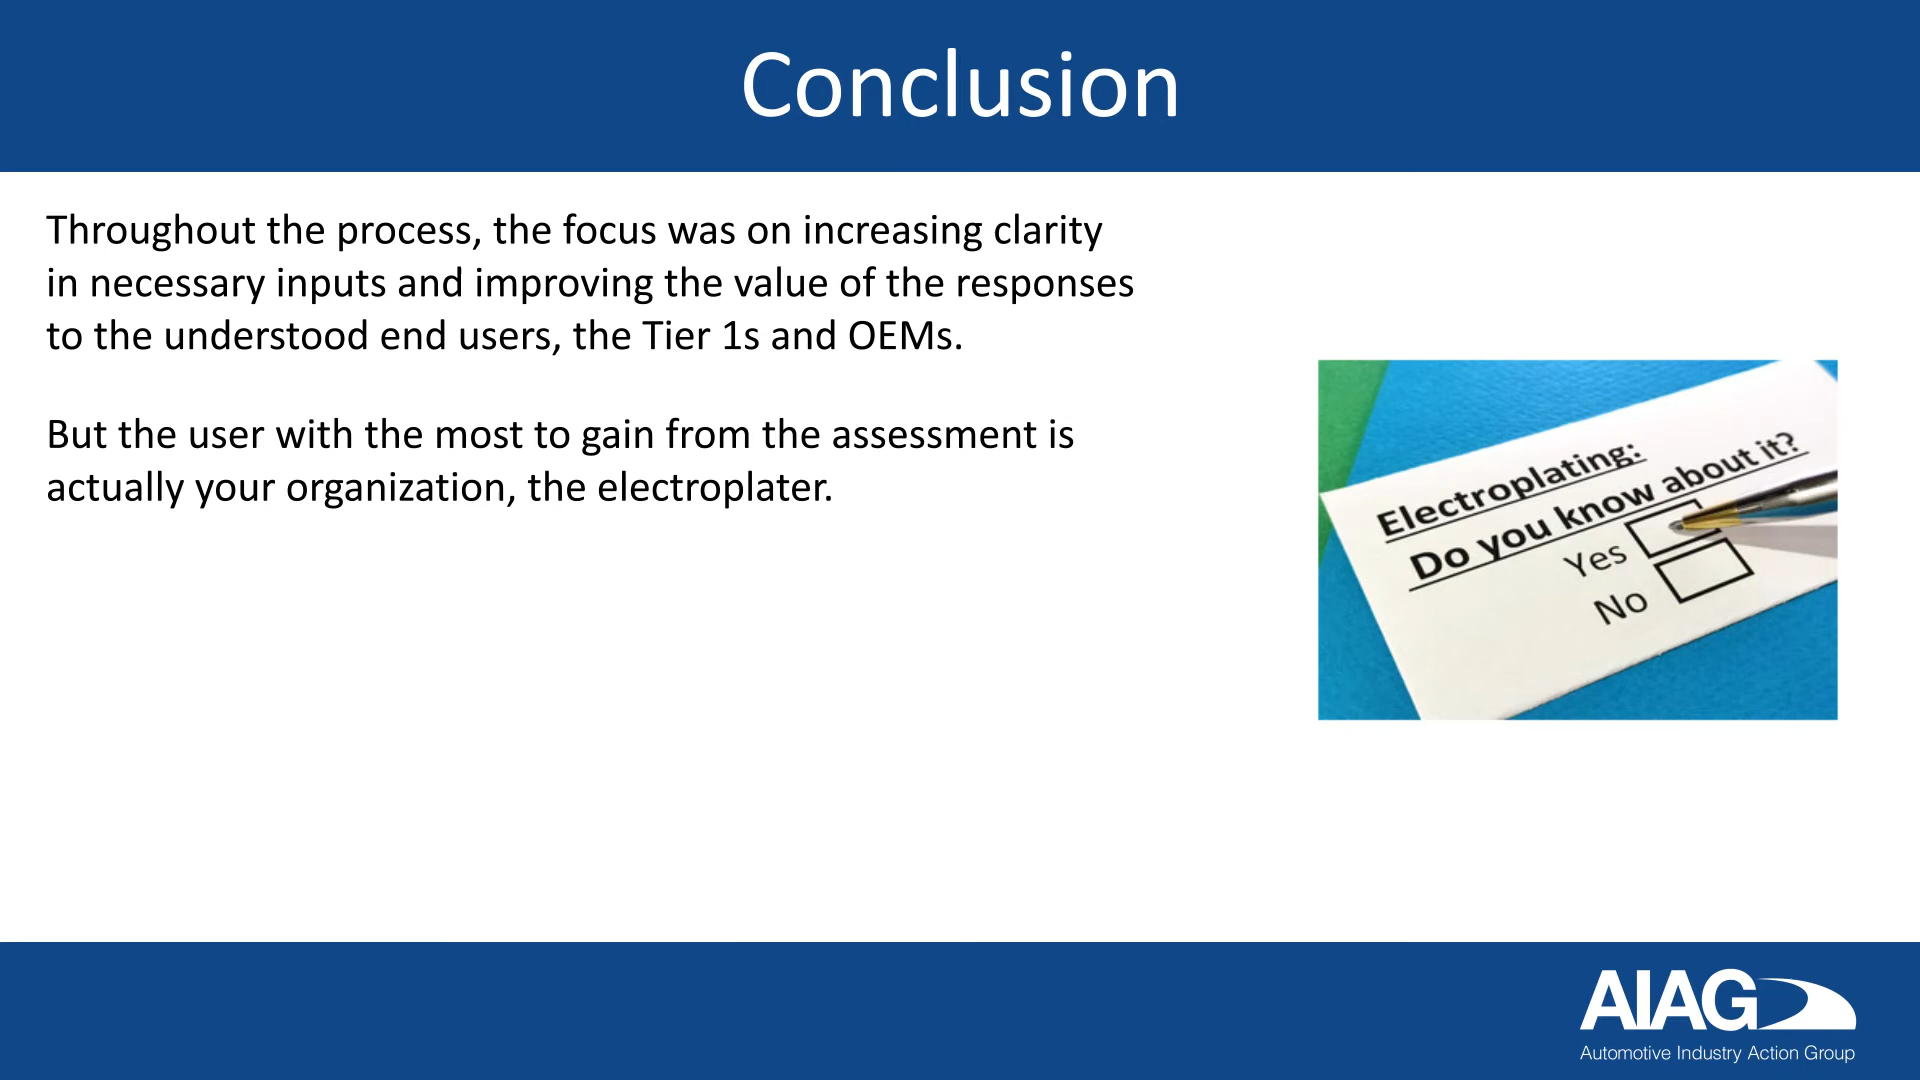 Conclusion
Throughout the process, the focus was on increasing clarity
in necessary inputs and improving the value of the responses
to the understood end users, the Tier 1s and OEMs.
But the user with the most to gain from the assessment is
actually your organization, the electroplater.
Electroplating:
Do you know about it?
Yes
No
AIAG
Automotive Industry Action Group